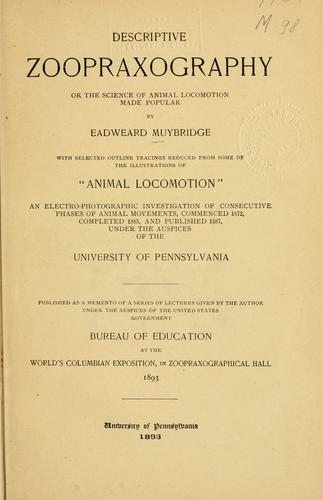 M 98
DESCRIPTIVE
ZOOPRAXOGRAPHY
OR THE SCIENCE OF ANIMAL LOCOMOTION
MADE POPULAR
BY
EADWEARD MUYBRIDGE
WITH SELECTED OUTLINE TRACINGS REDUCED FROM SOME OF
THE ILLUSTRATIONS OF
"ANIMAL LOCOMOTION"
AN ELECTRO-PHOTOGRAPHIC INVESTIGATION OF CONSECUTIVE
PHASES OF ANIMAL MOVEMENTS, COMMENCED 1872,
COMPLETED 1885, AND PUBLISHED 1887,
UNDER THE AUSPICES
OF THE
UNIVERSITY OF PENNSYLVANIA
PUBLISHED AS A MEMENTO OF A SERIES OF LECTURES GIVEN BY THE AUTHOR
UNDER THE AUSPICES OF THE UNITED STATES
GOVERNMENT
BUREAU OF EDUCATION
AT THE
WORLD'S COLUMBIAN EXPOSITION, IN ZOOPRAXOGRAPHICAL HALL
1893
University of Pennsylvania
1893